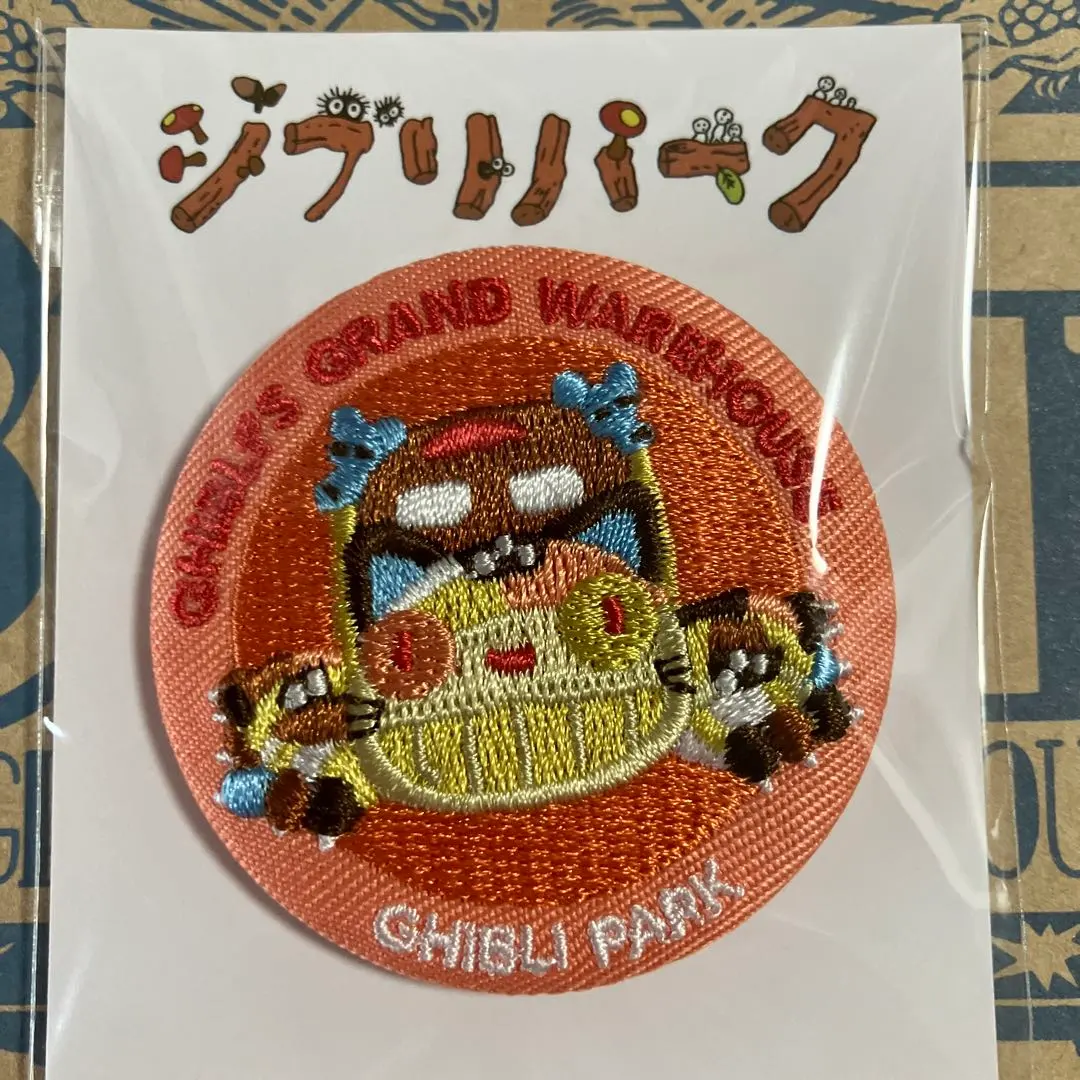 ジブリパーク
GHIBLI'S GRAND WAREHOUSE
GHIBLI PARK